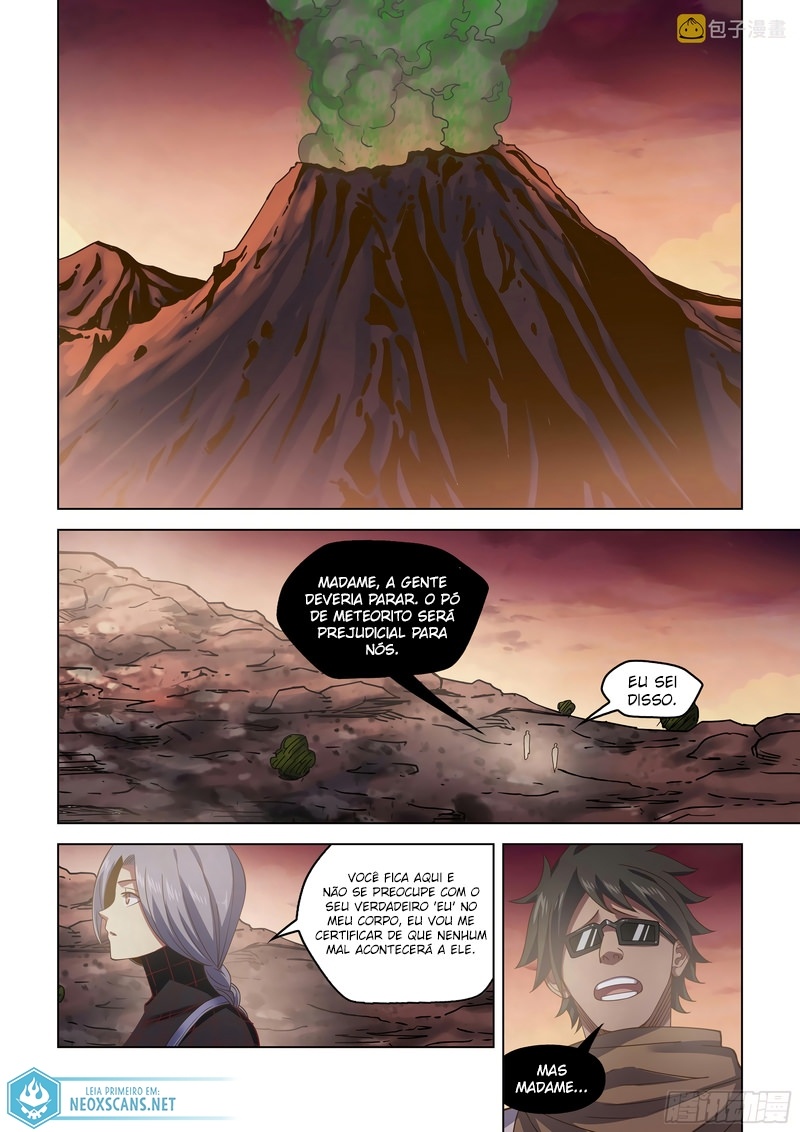 包子漫畫
MADAME, A GENTE
DEVERIA PARAR. O PÓ
DE METEORITO SERÁ
PREJUDICIAL PARA
NÓS.
EU SEI
DISSO.
VOCÊ FICA AQUI E
NÃO SE PREOCUPE COM O
SEU VERDADEIRO 'EU' NO
MEU CORPO, EU VOU ME
CERTIFICAR DE QUE NENHUM
MAL ACONTECERÁ A ELE.
MAS
MADAME...
LEIA PRIMEIRO EM:
NEOXSCANS.NET
腾讯动漫